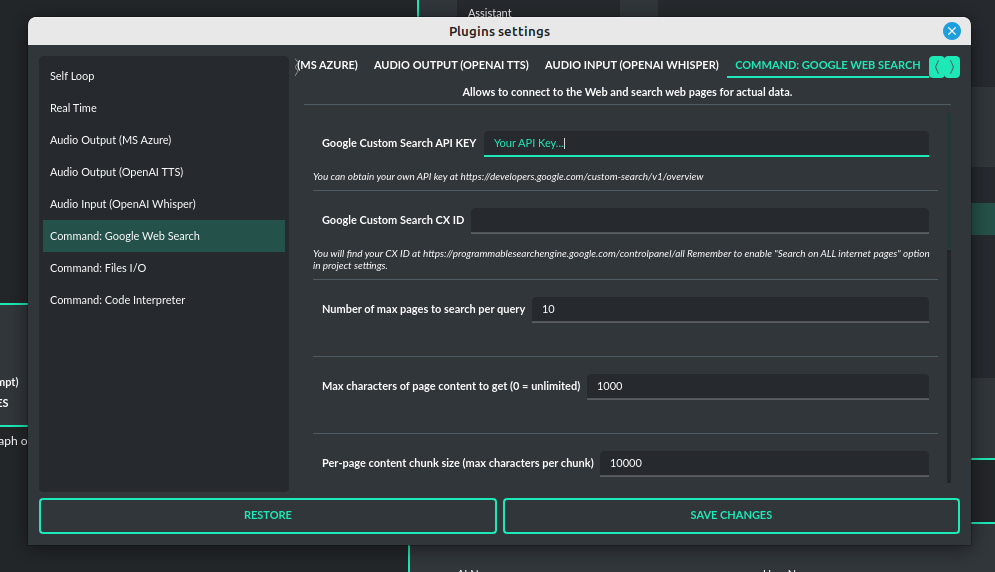 Assistant
Plugins settings
Self Loop
Real Time
Audio Output (MS Azure)
Audio Output (OpenAI TTS)
Audio Input (OpenAI Whisper)
Command: Google Web Search
Command: Files I/O
Command: Code Interpreter
(MS AZURE) AUDIO OUTPUT (OPENAI TTS) AUDIO INPUT (OPENAI WHISPER) COMMAND: GOOGLE WEB SEARCH
Allows to connect to the Web and search web pages for actual data.
Google Custom Search API KEY Your API Key...
You can obtain your own API key at https://developers.google.com/custom-search/v1/overview
Google Custom Search CX ID
You will find your CX ID at https://programmablesearchengine.google.com/controlpanel/all Remember to enable "Search on ALL internet pages" option
in project settings.
Number of max pages to search per query 10
Max characters of page content to get (0 = unlimited) 1000
Per-page content chunk size (max characters per chunk) 10000
RESTORE
SAVE CHANGES
mpt)
ES
aph o